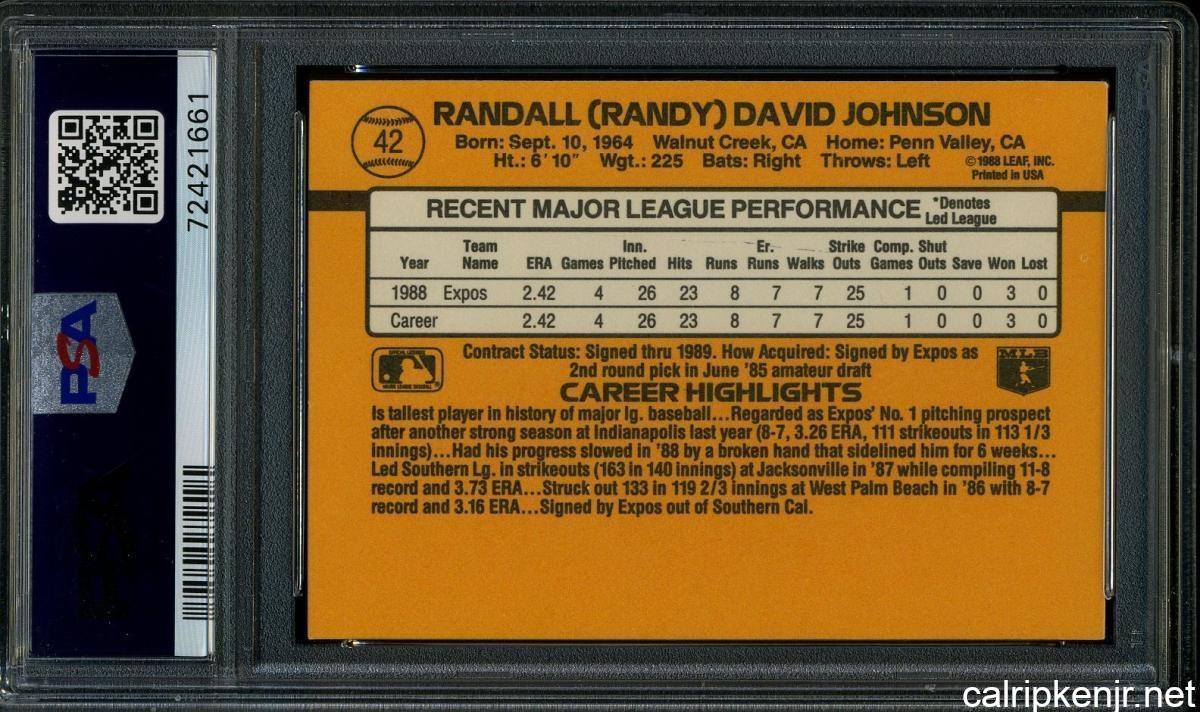 72421661
PSA
42
RANDALL (RANDY) DAVID JOHNSON
Born: Sept. 10, 1964 Walnut Creek, CA Home: Penn Valley, CA
Ht.: 6'10" Wgt.: 225 Bats: Right Throws: Left
©1988 LEAF, INC.
Printed in USA
RECENT MAJOR LEAGUE PERFORMANCE
*Denotes
Led League
Team Inn. Er. Strike Comp. Shut
Year Name ERA Games Pitched Hits Runs Runs Walks Outs Games Outs Save Won Lost
1988 Expos 2.42 4 26 23 8 7 7 25 1 0 0 3 0
Career 2.42 4 26 23 8 7 7 25 1 0 0 3 0
Contract Status: Signed thru 1989. How Acquired: Signed by Expos as
2nd round pick in June '85 amateur draft
MLB
CAREER HIGHLIGHTS
Is tallest player in history of major lg. baseball...Regarded as Expos' No. 1 pitching prospect
after another strong season at Indianapolis last year (8-7, 3.26 ERA, 111 strikeouts in 113 1/3
innings)...Had his progress slowed in '88 by a broken hand that sidelined him for 6 weeks...
Led Southern Lg. in strikeouts (163 in 140 innings) at Jacksonville in '87 while compiling 11-8
record and 3.73 ERA...Struck out 133 in 119 2/3 innings at West Palm Beach in '86 with 8-7
record and 3.16 ERA...Signed by Expos out of Southern Cal.
calripkenjr.net